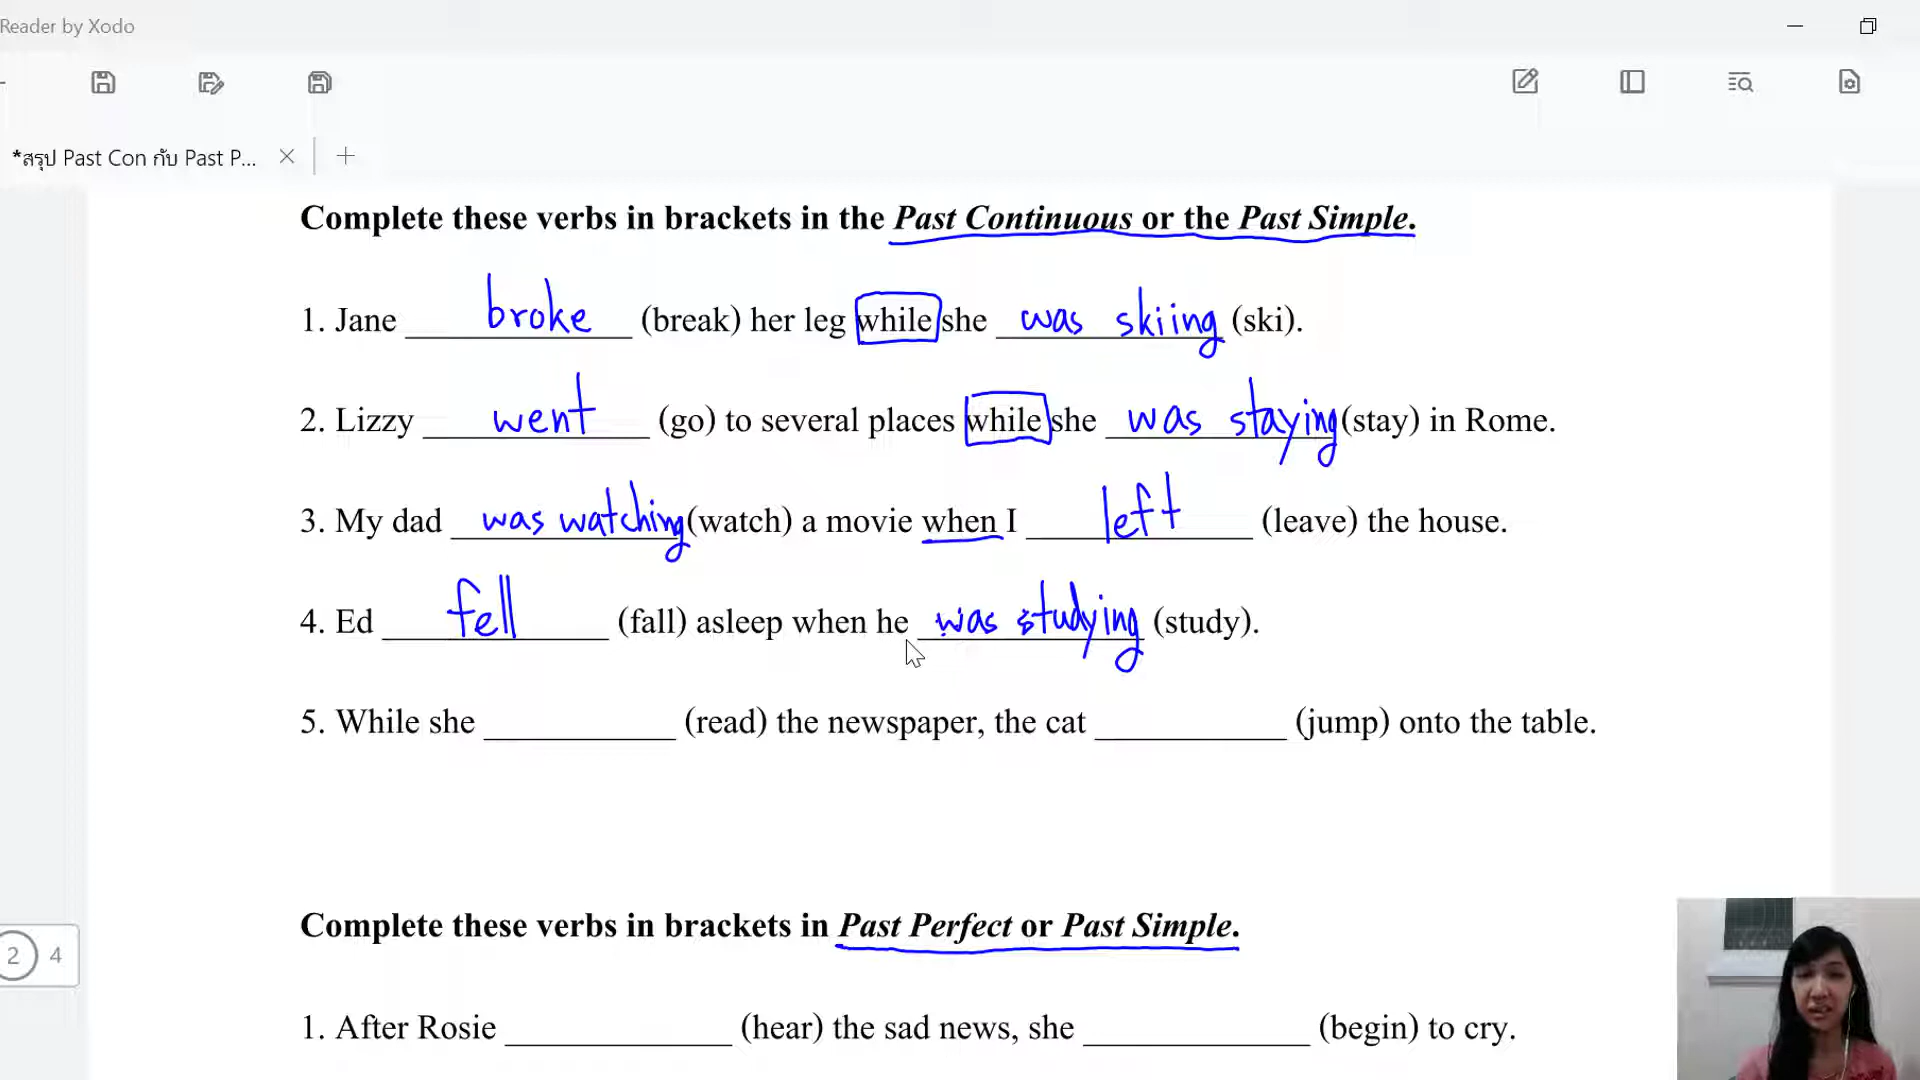 Reader by Xodo
*สรุป Past Con กับ Past P...
Complete these verbs in brackets in the Past Continuous or the Past Simple.
1. Jane broke (break) her leg while she was skiing (ski).
2. Lizzy went (go) to several places while she was staying (stay) in Rome.
3. My dad was watching (watch) a movie when I left (leave) the house.
4. Ed fell (fall) asleep when he was studying (study).
5. While she __________ (read) the newspaper, the cat __________ (jump) onto the table.
Complete these verbs in brackets in Past Perfect or Past Simple.
2 4
1. After Rosie __________ (hear) the sad news, she __________ (begin) to cry.